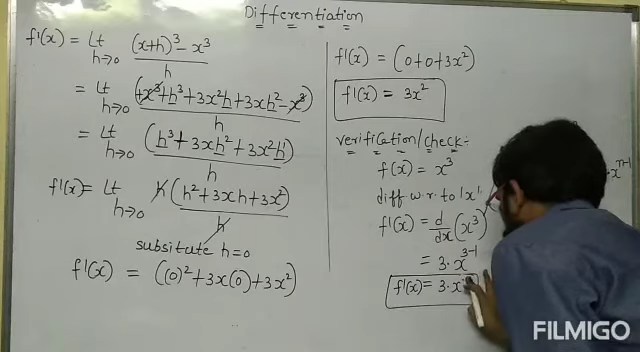 Differentiation
f'(x) = Lt h→0 (x+h)³ - x³ / h
= Lt h→0 (x³ + h³ + 3x²h + 3xh² - x³) / h
= Lt h→0 (h³ + 3xh² + 3x²h) / h
f'(x) = Lt h→0 h(h² + 3xh + 3x²) / h
subsitute h=0
f'(x) = ((0)² + 3x(0) + 3x²)
f'(x) = (0+0+3x²)
f'(x) = 3x²
verification/check:-
f(x) = x³
diff w.r. to 'x'
f'(x) = d/dx (x³)
= 3·x³⁻¹
f'(x) = 3·x
·xⁿ⁻¹
FILMIGO